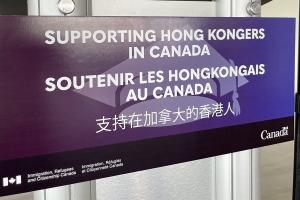 SUPPORTING HONG KONGERS
IN CANADA
SOUTENIR LES HONGKONGAIS
AU CANADA
支持在加拿大的香港人
Canada
Immigration, Refugees Immigration, Réfugiés
and Citizenship Canada et Citoyenneté Canada